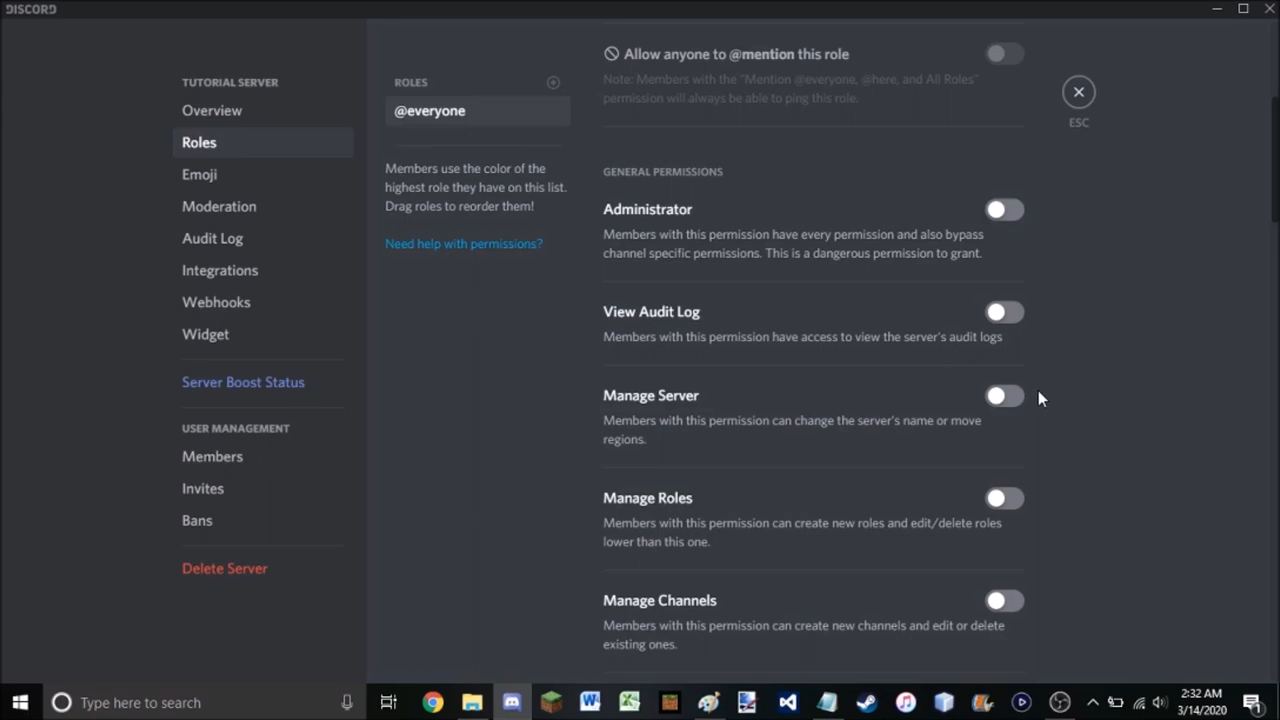 DISCORD
TUTORIAL SERVER
Overview
Roles
Emoji
Moderation
Audit Log
Integrations
Webhooks
Widget
Server Boost Status
USER MANAGEMENT
Members
Invites
Bans
Delete Server
ROLES
@everyone
Members use the color of the
highest role they have on this list.
Drag roles to reorder them!
Need help with permissions?
Allow anyone to @mention this role
Note: Members with the "Mention @everyone, @here, and All Roles"
permission will always be able to ping this role.
ESC
GENERAL PERMISSIONS
Administrator
Members with this permission have every permission and also bypass
channel specific permissions. This is a dangerous permission to grant.
View Audit Log
Members with this permission have access to view the server's audit logs
Manage Server
Members with this permission can change the server's name or move
regions.
Manage Roles
Members with this permission can create new roles and edit/delete roles
lower than this one.
Manage Channels
Members with this permission can create new channels and edit or delete
existing ones.
Type here to search
2:32 AM
3/14/2020
1